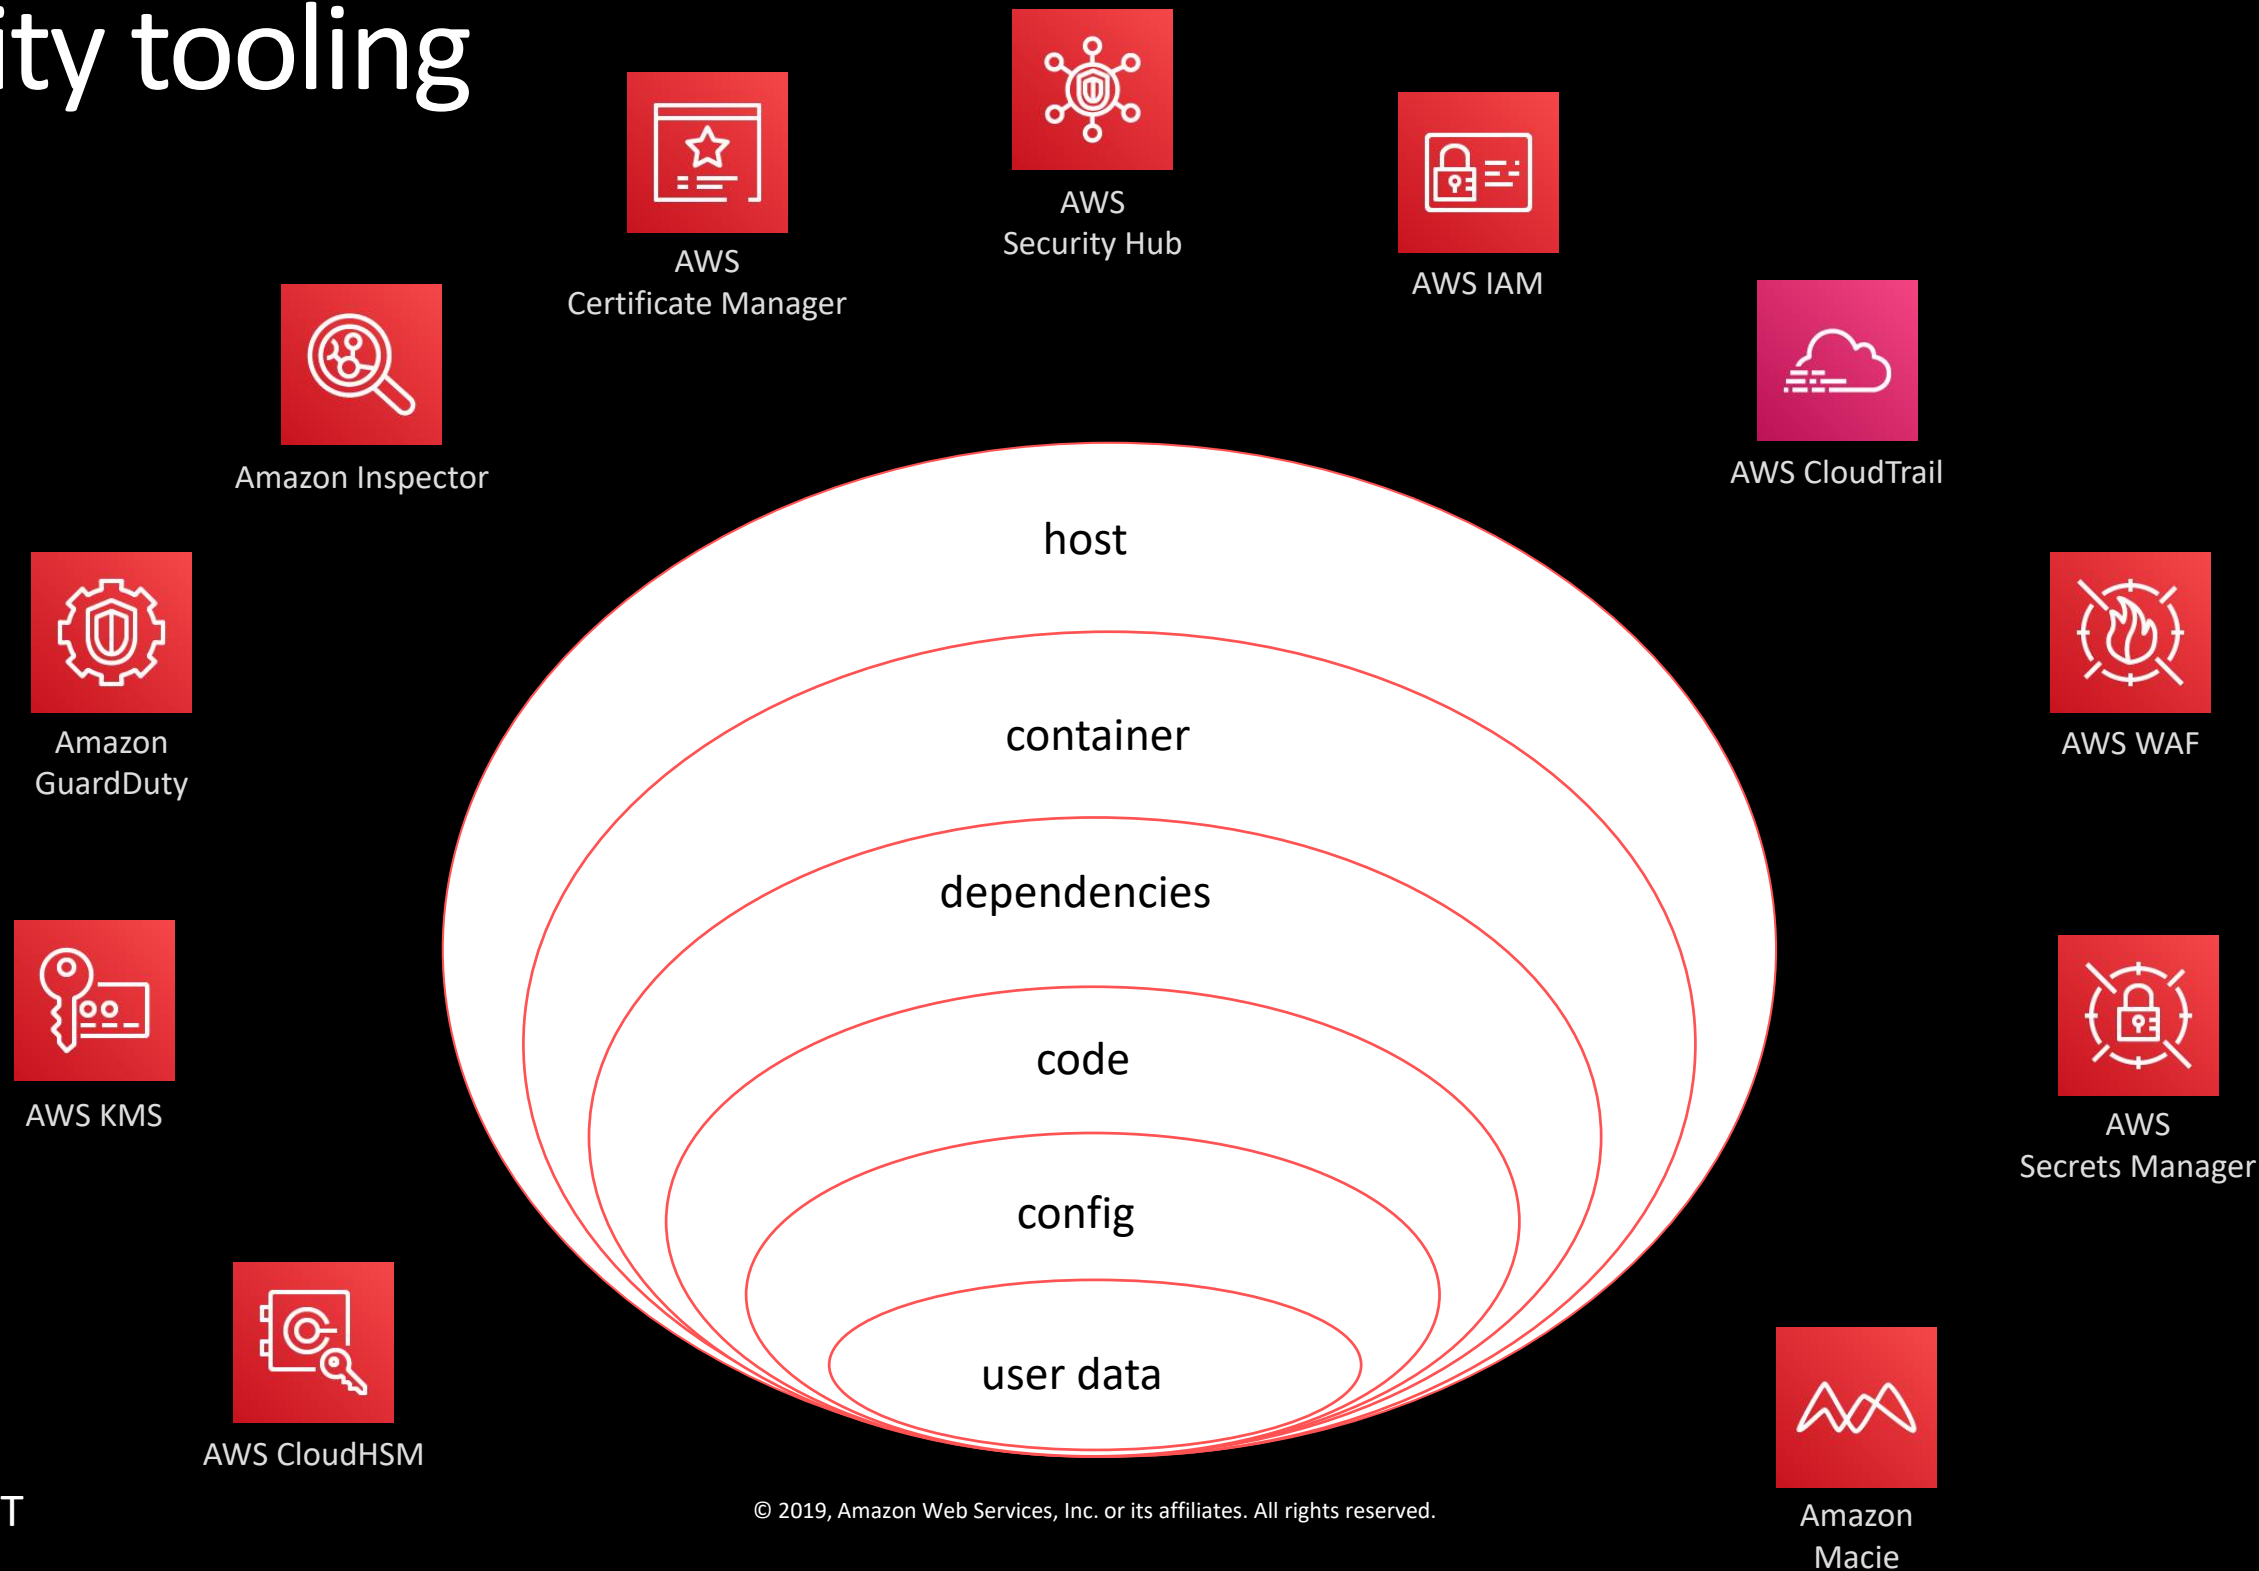 ity tooling
AWS
Security Hub
AWS
Certificate Manager
AWS IAM
Amazon Inspector
AWS CloudTrail
host
Amazon
GuardDuty
container
AWS WAF
dependencies
code
AWS KMS
AWS
Secrets Manager
config
user data
AWS CloudHSM
Amazon
Macie
T
© 2019, Amazon Web Services, Inc. or its affiliates. All rights reserved.